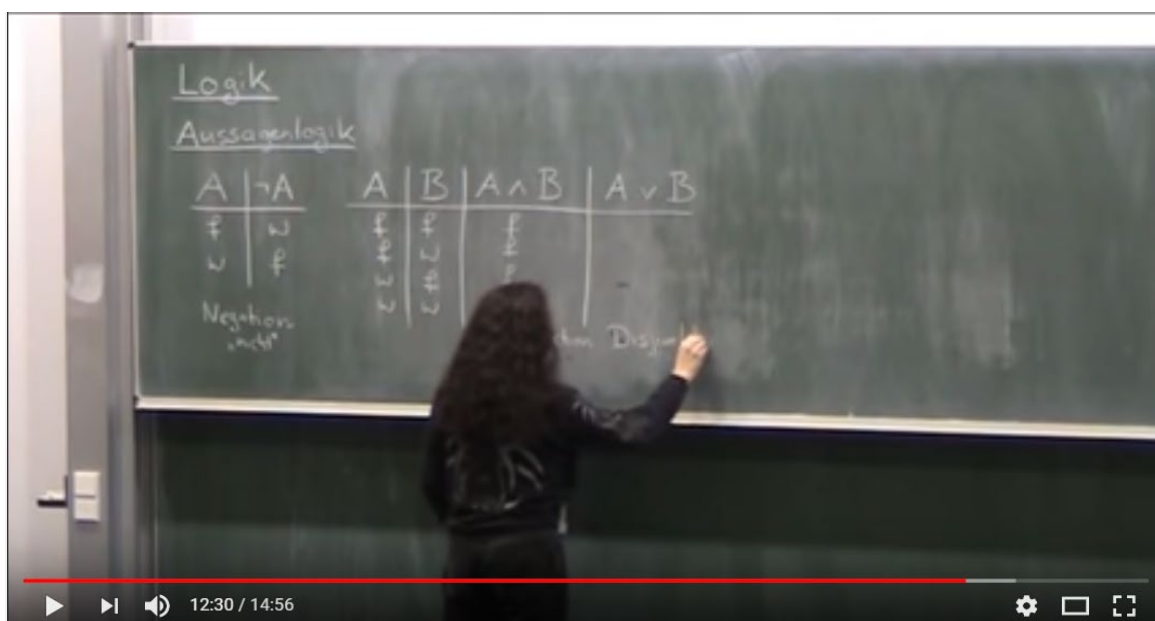 Logik
Aussagenlogik
A ¬A A B A ∧ B A ∨ B
f w f f f
w f f w f
w f f
w w
Negation
"nicht"
12:30 / 14:56